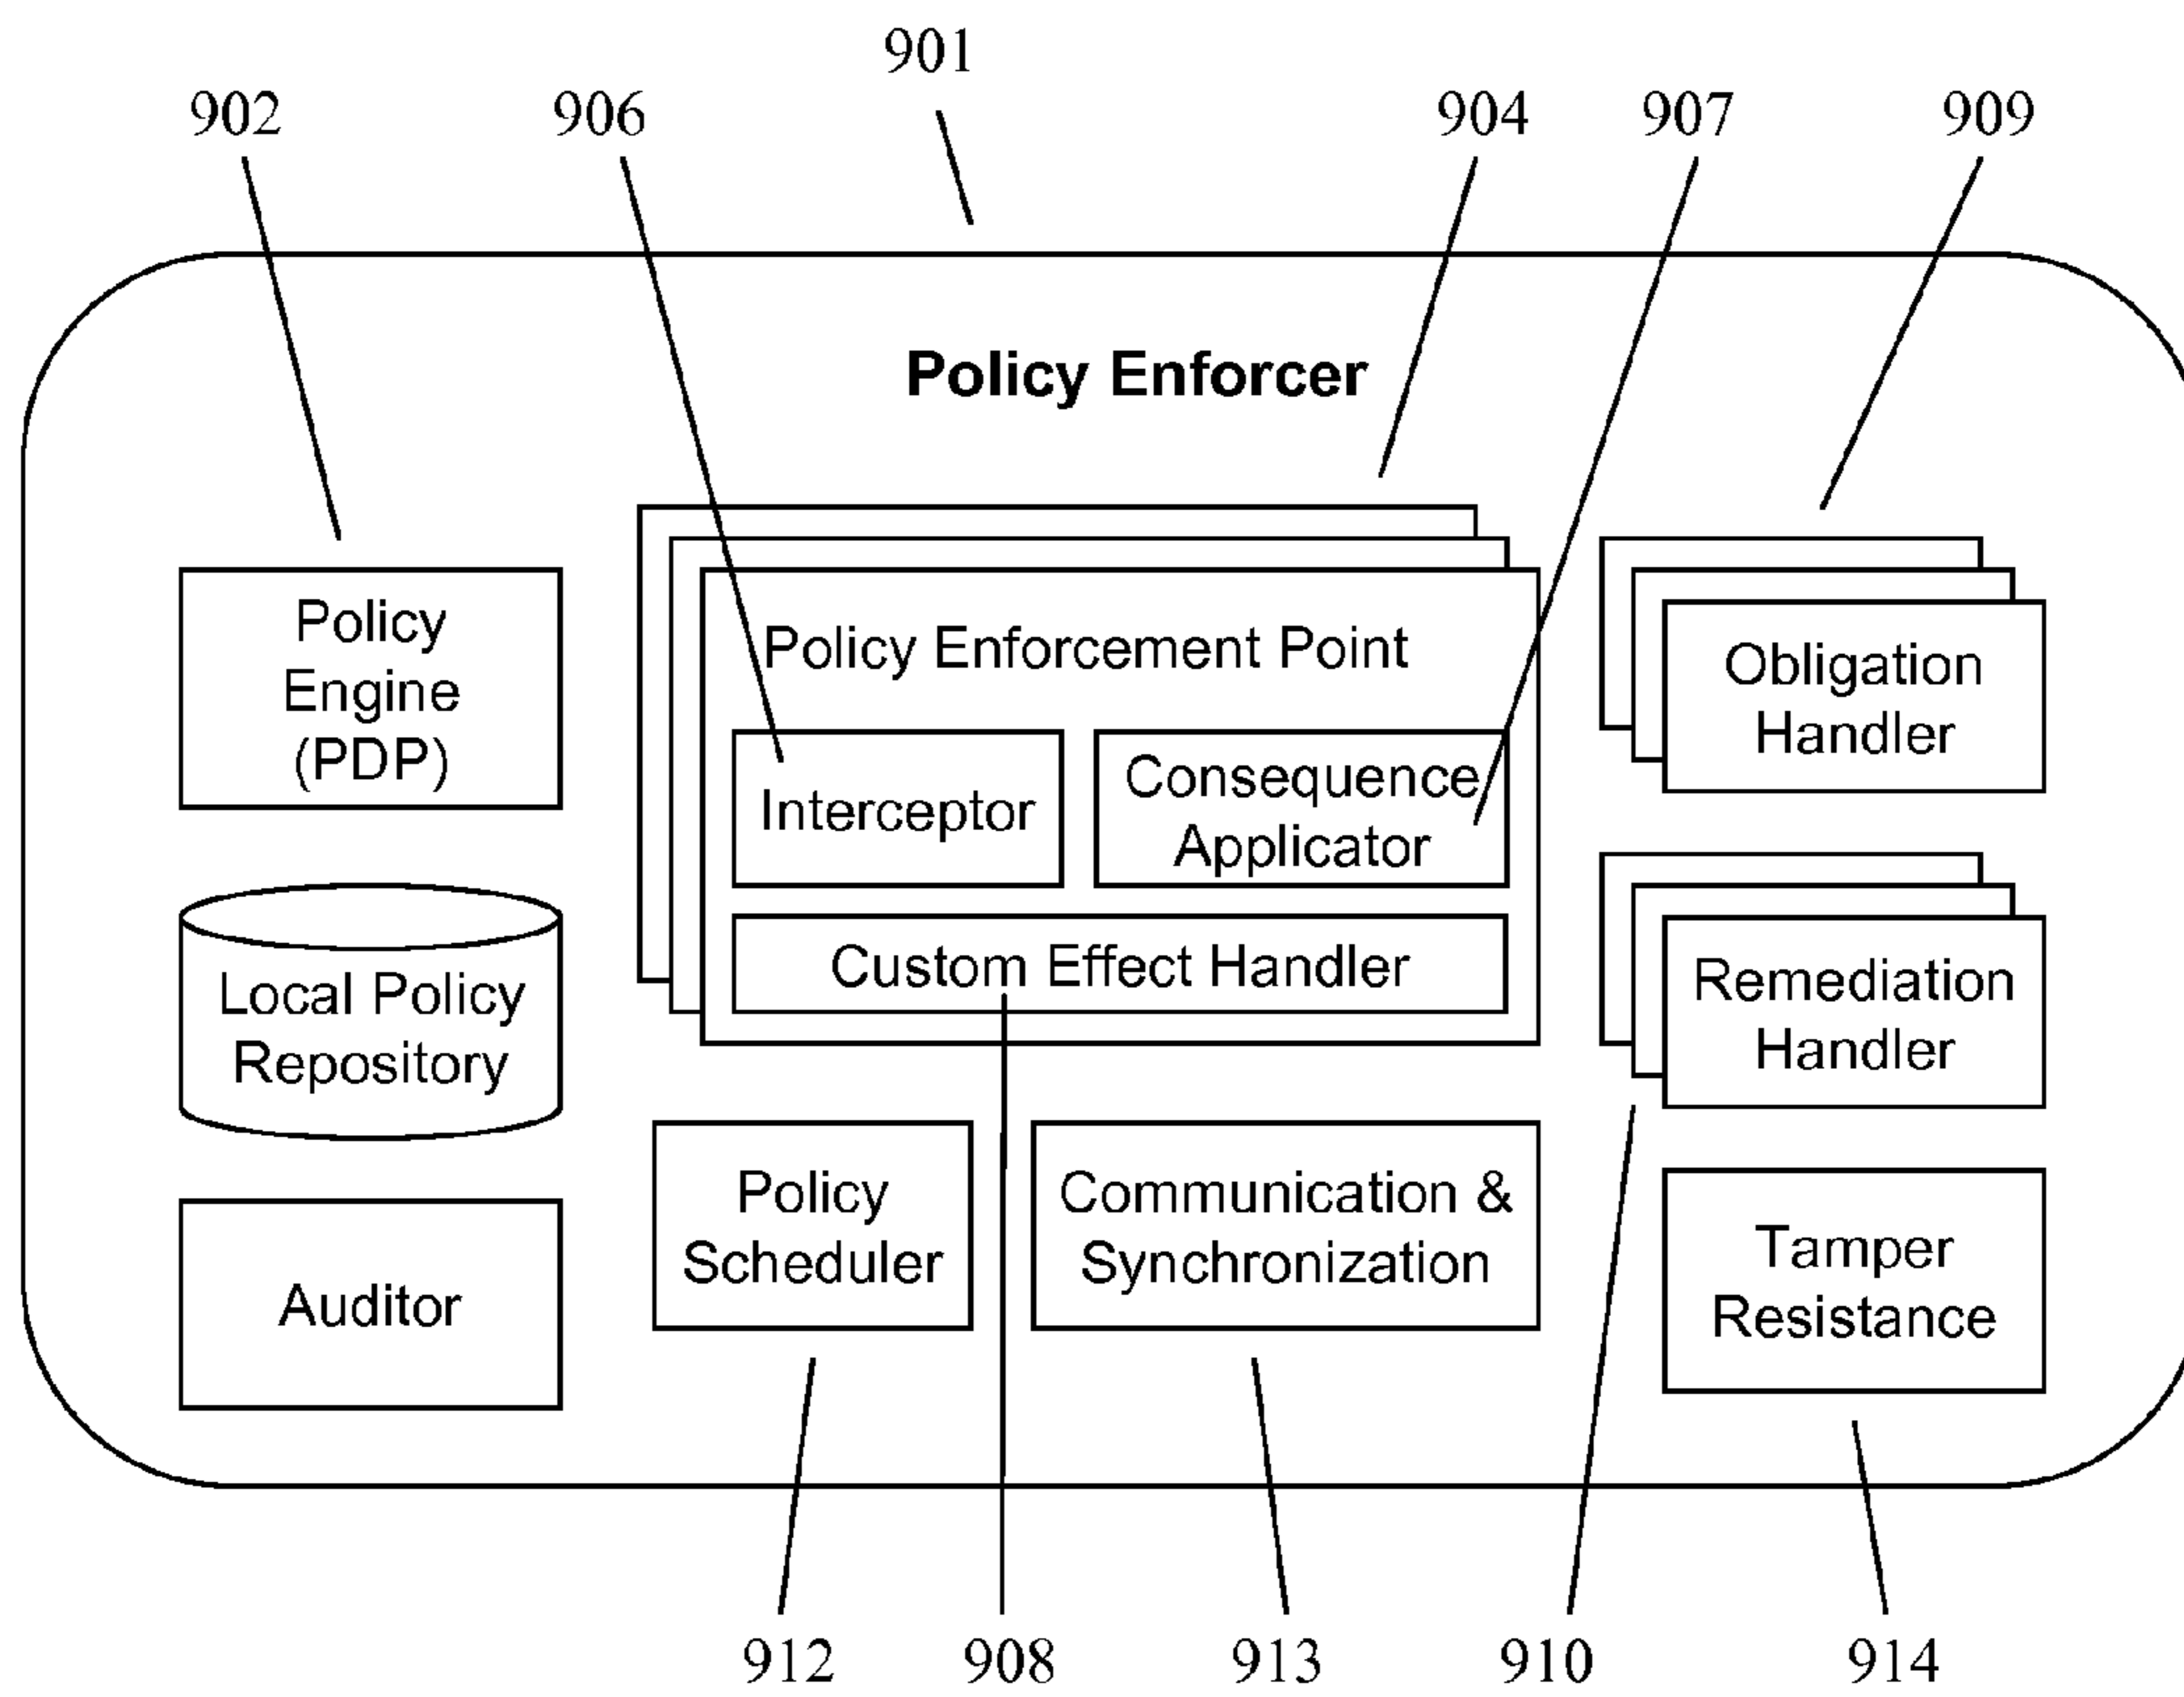 901
902
906
904
907
909
Policy Enforcer
Policy
Engine
(PDP)
Policy Enforcement Point
Interceptor
Consequence
Applicator
Custom Effect Handler
Obligation
Handler
Local Policy
Repository
Remediation
Handler
Auditor
Policy
Scheduler
Communication &
Synchronization
Tamper
Resistance
912
908
913
910
914